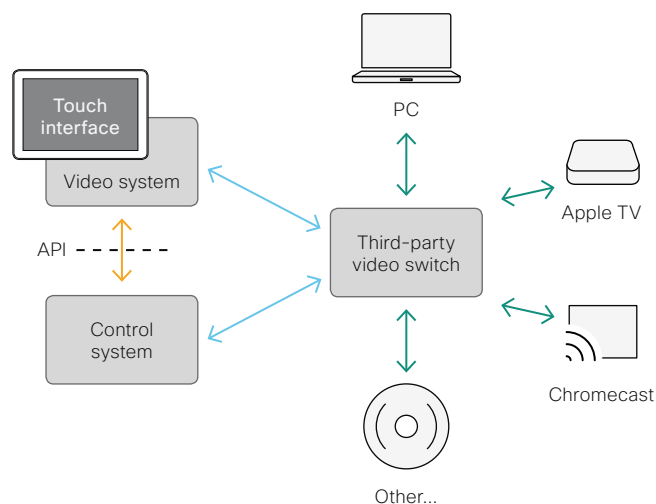 PC
Touch
interface
Video system
Apple TV
API
Third-party
video switch
Control
system
Chromecast
Other...